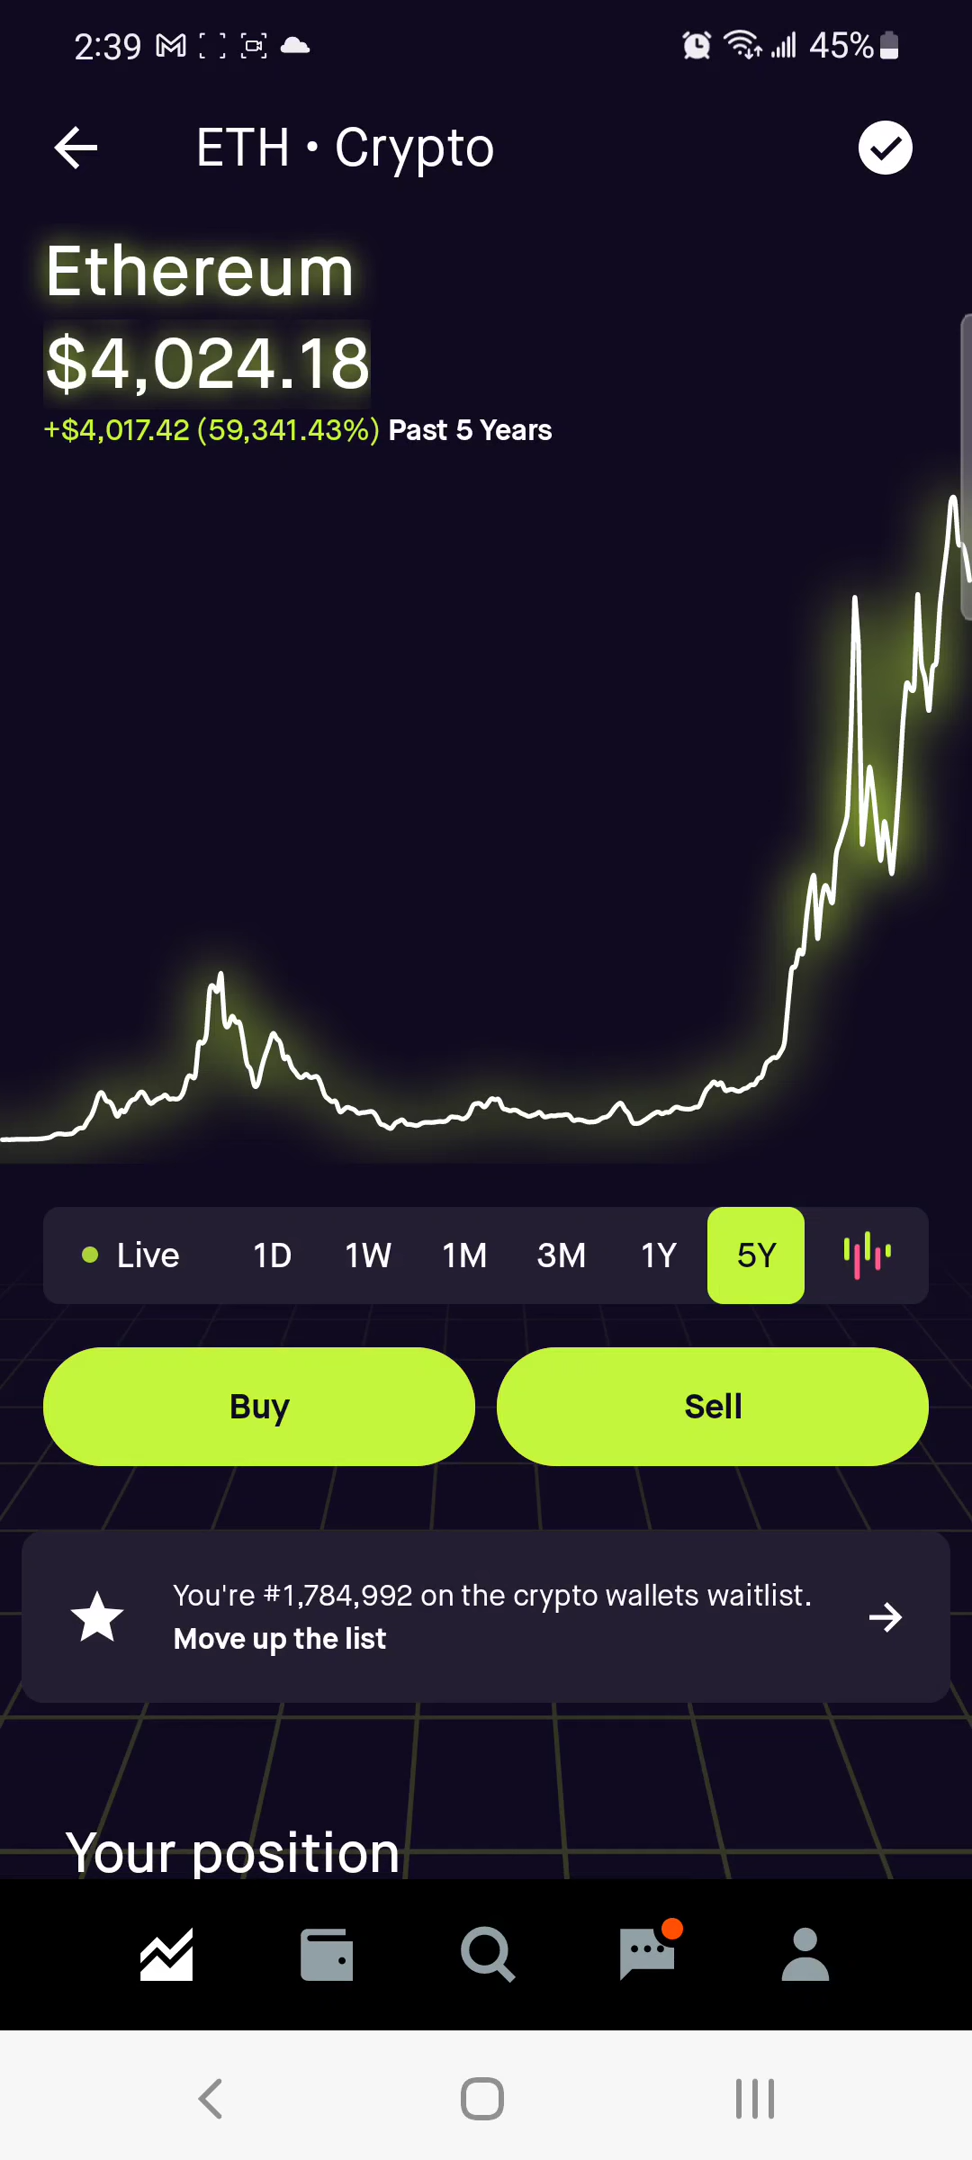 2:39 45%
ETH • Crypto
Ethereum
$4,024.18
+$4,017.42 (59,341.43%) Past 5 Years
Live 1D 1W 1M 3M 1Y 5Y
Buy Sell
You're #1,784,992 on the crypto wallets waitlist.
Move up the list
Your position